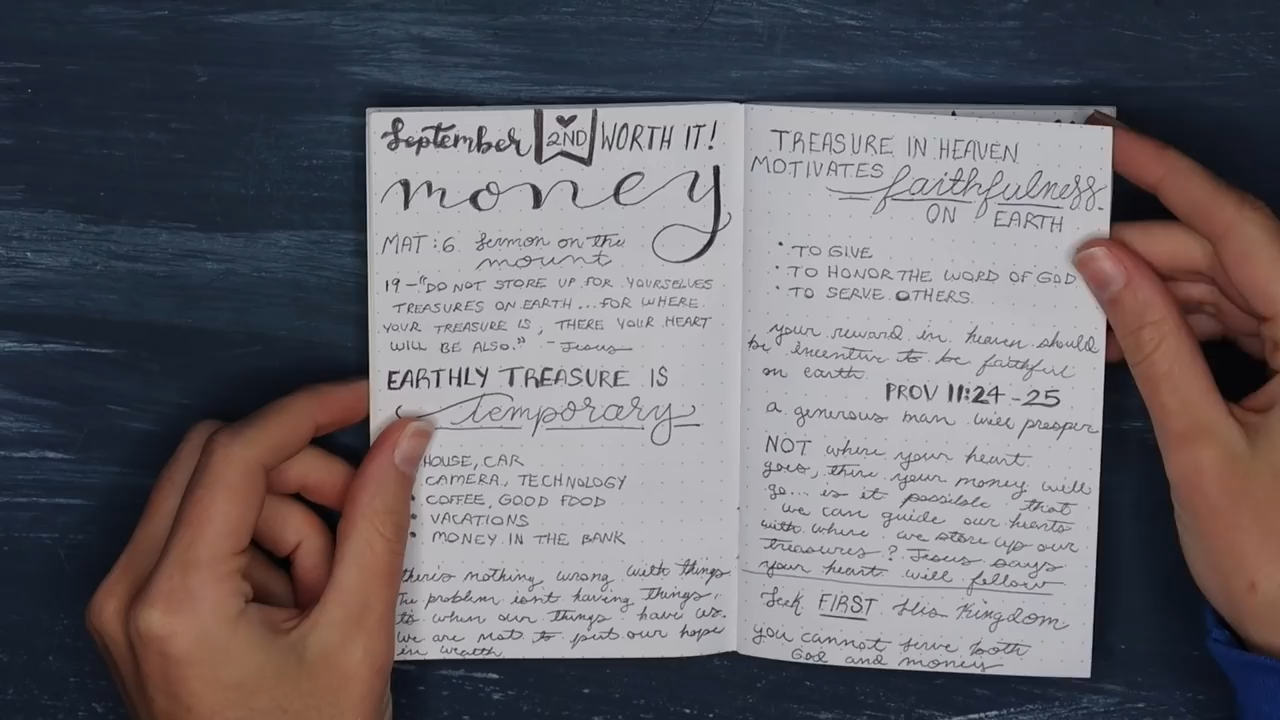 September 2ND WORTH IT!
money
MAT: 6 Sermon on the
mount
19 - "DO NOT STORE UP FOR YOURSELVES
TREASURES ON EARTH ... FOR WHERE
YOUR TREASURE IS, THERE YOUR HEART
WILL BE ALSO." - Jesus
EARTHLY TREASURE IS
temporary
HOUSE, CAR
CAMERA, TECHNOLOGY
• COFFEE, GOOD FOOD
• VACATIONS
• MONEY IN THE BANK
there's nothing wrong with things
the problem isn't having things,
to when our things have us.
we are not to put our hope
in wealth
TREASURE IN HEAVEN
MOTIVATES faithfulness
ON EARTH
• TO GIVE
• TO HONOR THE WORD OF GOD
• TO SERVE OTHERS.
your reward in heaven should
be incentive to be faithful
on earth.
PROV 11:24-25
a generous man will prosper
NOT where your heart
goes, there your money will
go... is it possible that
we can guide our hearts
with where we store up our
treasures? Jesus says
your heart will follow
Seek FIRST His Kingdom
you cannot serve both
God and money